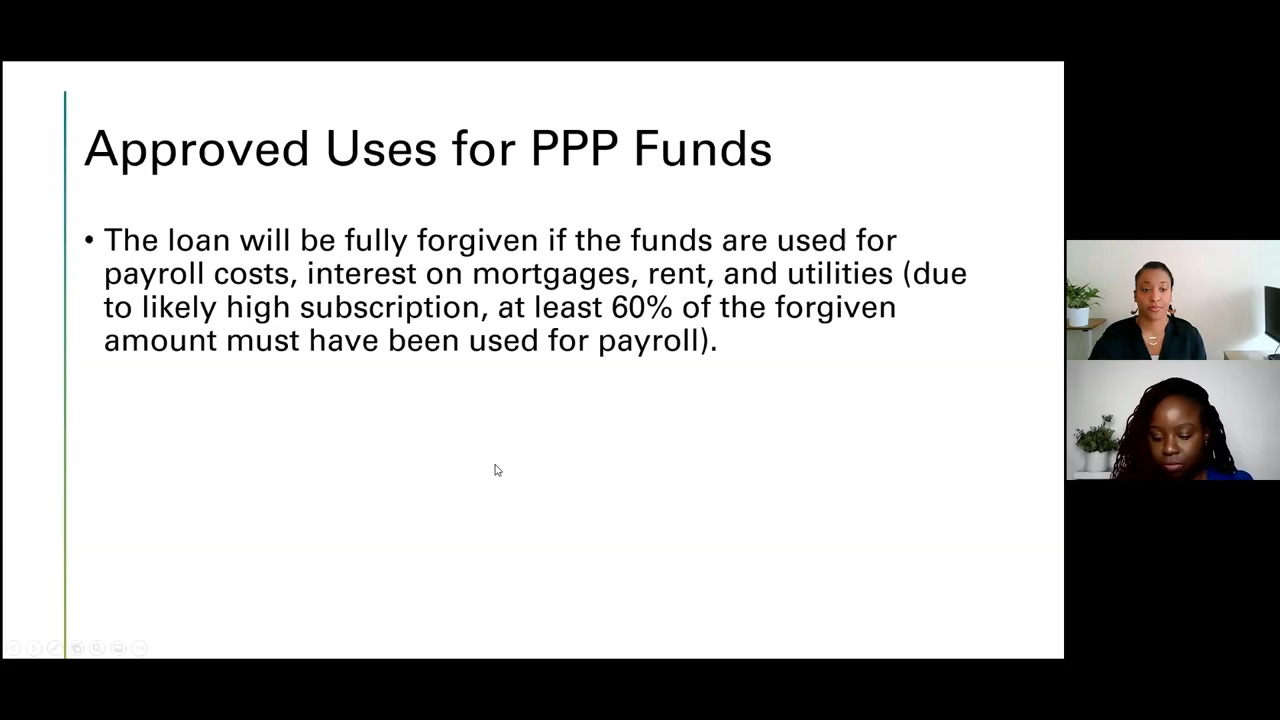 Approved Uses for PPP Funds
• The loan will be fully forgiven if the funds are used for
payroll costs, interest on mortgages, rent, and utilities (due
to likely high subscription, at least 60% of the forgiven
amount must have been used for payroll).